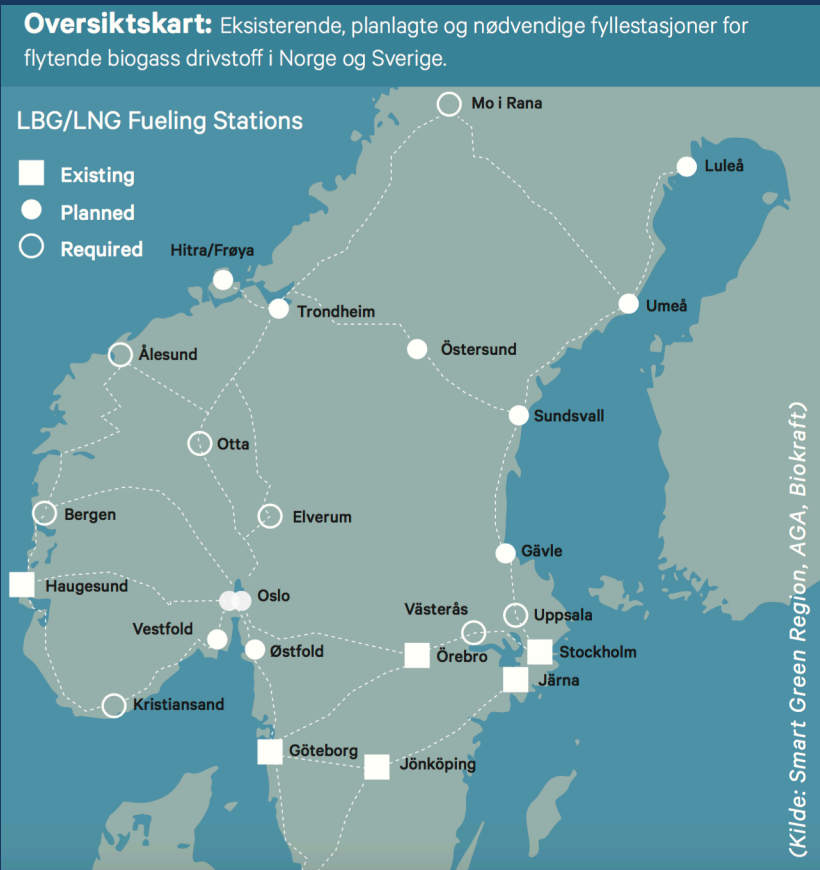 Oversiktskart: Eksisterende, planlagte og nødvendige fyllestasjoner for
flytende biogass drivstoff i Norge og Sverige.
LBG/LNG Fueling Stations
Existing
Planned
Required
Mo i Rana
Luleå
Hitra/Frøya
Trondheim
Umeå
Ålesund
Östersund
Sundsvall
Otta
Bergen
Elverum
Gävle
Haugesund
Oslo
Västerås
Uppsala
Vestfold
Østfold
Örebro
Stockholm
Järna
Kristiansand
Göteborg
Jönköping
(Kilde: Smart Green Region, AGA, Biokraft)